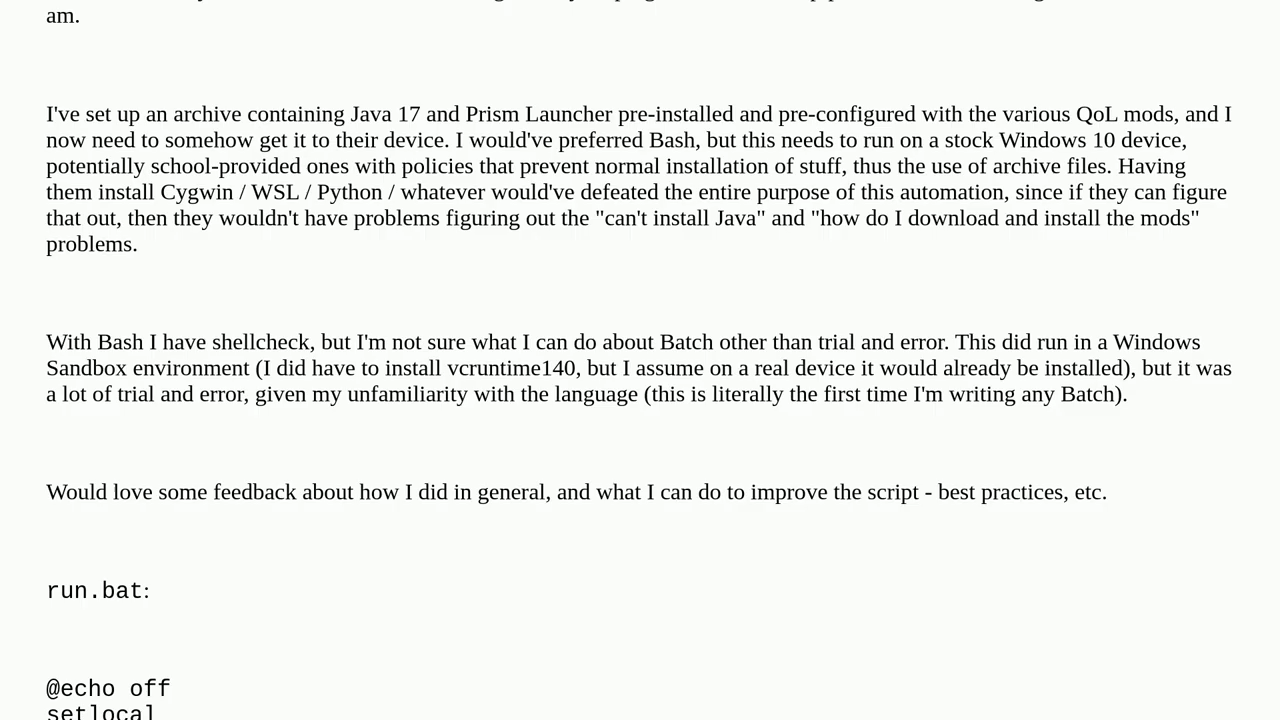 am.
I've set up an archive containing Java 17 and Prism Launcher pre-installed and pre-configured with the various QoL mods, and I
now need to somehow get it to their device. I would've preferred Bash, but this needs to run on a stock Windows 10 device,
potentially school-provided ones with policies that prevent normal installation of stuff, thus the use of archive files. Having
them install Cygwin / WSL / Python / whatever would've defeated the entire purpose of this automation, since if they can figure
that out, then they wouldn't have problems figuring out the "can't install Java" and "how do I download and install the mods"
problems.
With Bash I have shellcheck, but I'm not sure what I can do about Batch other than trial and error. This did run in a Windows
Sandbox environment (I did have to install vcruntime140, but I assume on a real device it would already be installed), but it was
a lot of trial and error, given my unfamiliarity with the language (this is literally the first time I'm writing any Batch).
Would love some feedback about how I did in general, and what I can do to improve the script - best practices, etc.
run.bat:
@echo off
setlocal